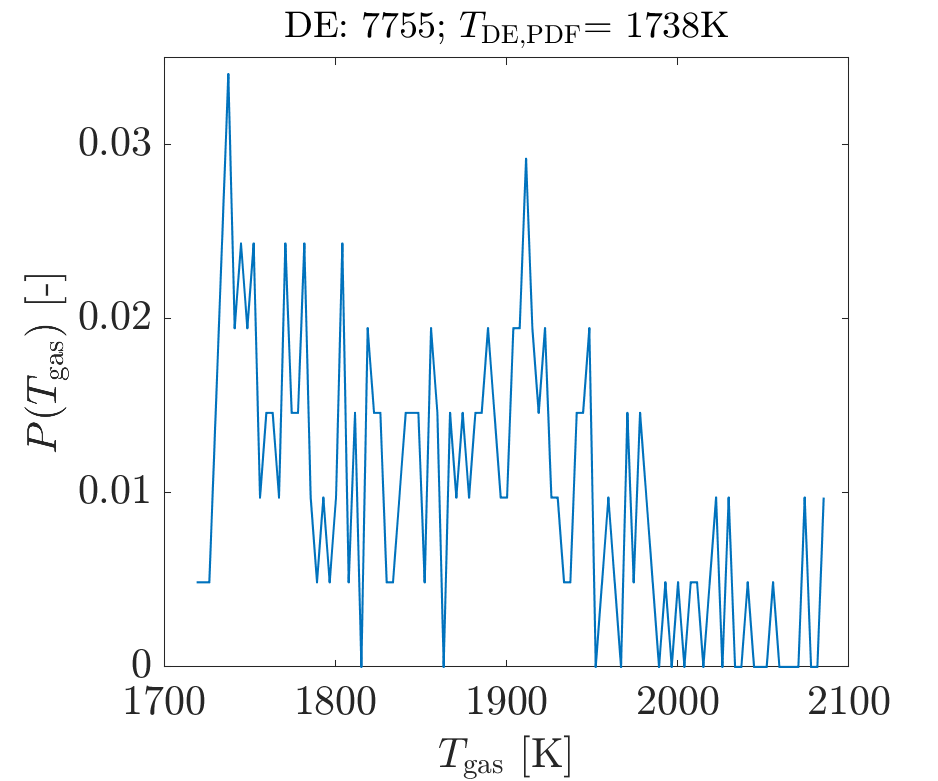 DE: 7755; T_DE,PDF= 1738K
0.03
0.02
0.01
0
P(T_gas) [-]
1700 1800 1900 2000 2100
T_gas [K]